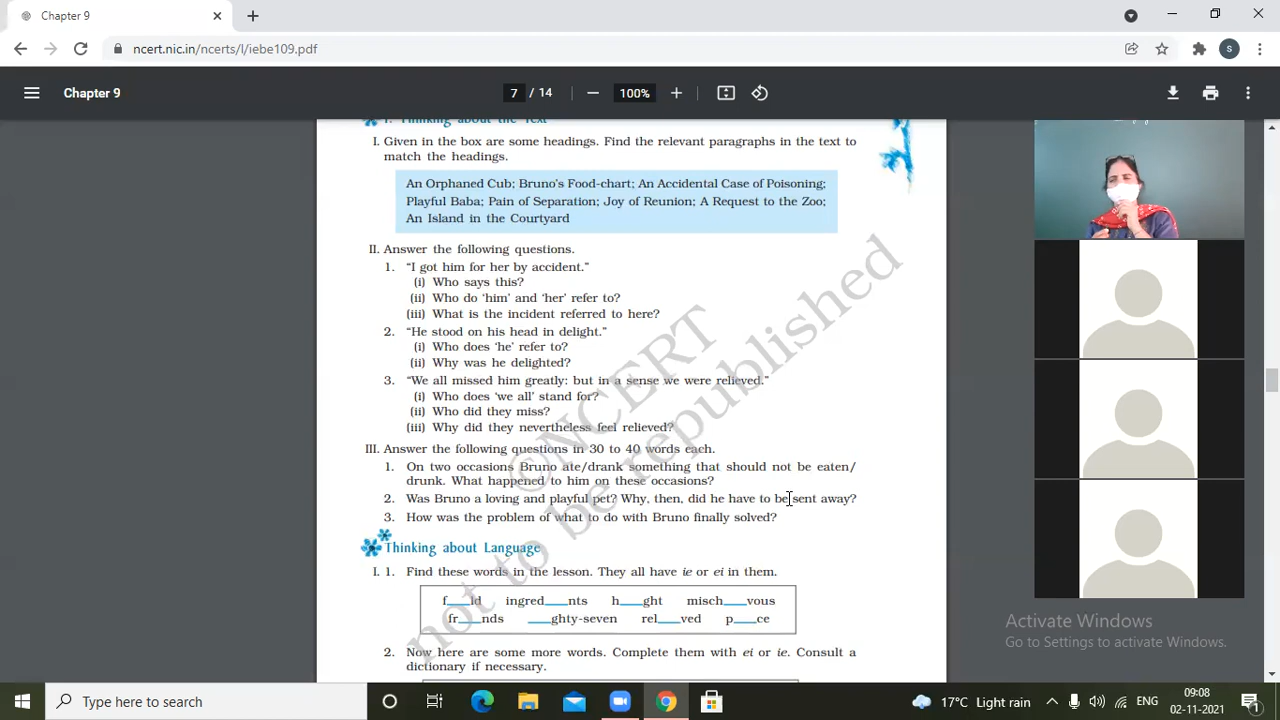 Chapter 9
ncert.nic.in/ncerts/l/iebe109.pdf
S
Chapter 9
7 / 14
100%
I. Thinking about the Text
I. Given in the box are some headings. Find the relevant paragraphs in the text to
match the headings.
An Orphaned Cub; Bruno's Food-chart; An Accidental Case of Poisoning;
Playful Baba; Pain of Separation; Joy of Reunion; A Request to the Zoo;
An Island in the Courtyard
II. Answer the following questions.
1. “I got him for her by accident.”
(i) Who says this?
(ii) Who do ‘him’ and ‘her’ refer to?
(iii) What is the incident referred to here?
2. “He stood on his head in delight.”
(i) Who does ‘he’ refer to?
(ii) Why was he delighted?
3. “We all missed him greatly: but in a sense we were relieved.”
(i) Who does ‘we all’ stand for?
(ii) Who did they miss?
(iii) Why did they nevertheless feel relieved?
III. Answer the following questions in 30 to 40 words each.
1. On two occasions Bruno ate/drank something that should not be eaten/
drunk. What happened to him on these occasions?
2. Was Bruno a loving and playful pet? Why, then, did he have to be sent away?
3. How was the problem of what to do with Bruno finally solved?
Thinking about Language
I. 1. Find these words in the lesson. They all have ie or ei in them.
f___ld ingred___nts h___ght misch___vous
fr___nds ___ghty-seven rel___ved p___ce
2. Now here are some more words. Complete them with ei or ie. Consult a
dictionary if necessary.
©NCERT
not to be republished
Activate Windows
Go to Settings to activate Windows.
Type here to search
17°C Light rain
ENG
09:08
02-11-2021
1